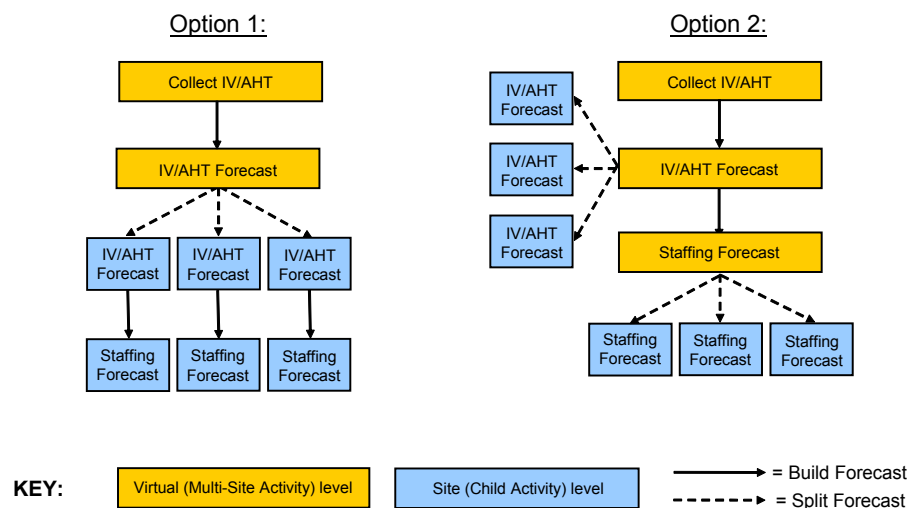 Option 1:
Collect IV/AHT
IV/AHT Forecast
IV/AHT
Forecast
IV/AHT
Forecast
IV/AHT
Forecast
Staffing
Forecast
Staffing
Forecast
Staffing
Forecast
Option 2:
IV/AHT
Forecast
IV/AHT
Forecast
IV/AHT
Forecast
Collect IV/AHT
IV/AHT Forecast
Staffing Forecast
Staffing
Forecast
Staffing
Forecast
Staffing
Forecast
KEY:
Virtual (Multi-Site Activity) level
Site (Child Activity) level
= Build Forecast
= Split Forecast